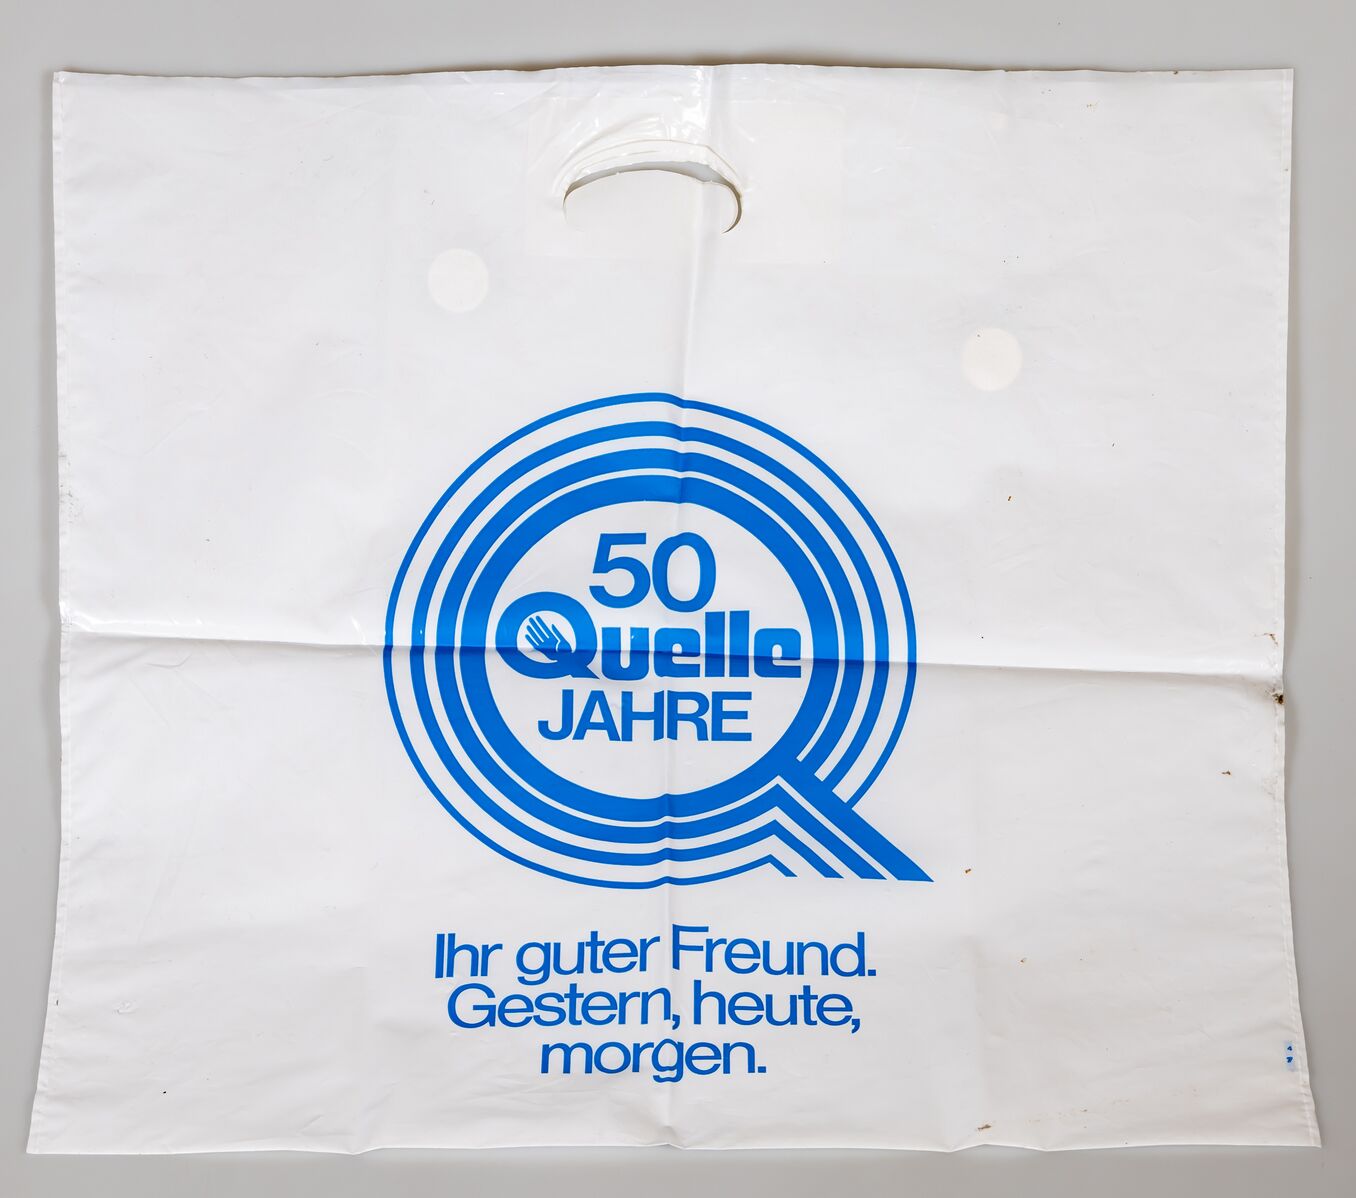 50
Quelle
JAHRE
Ihr guter Freund.
Gestern, heute,
morgen.